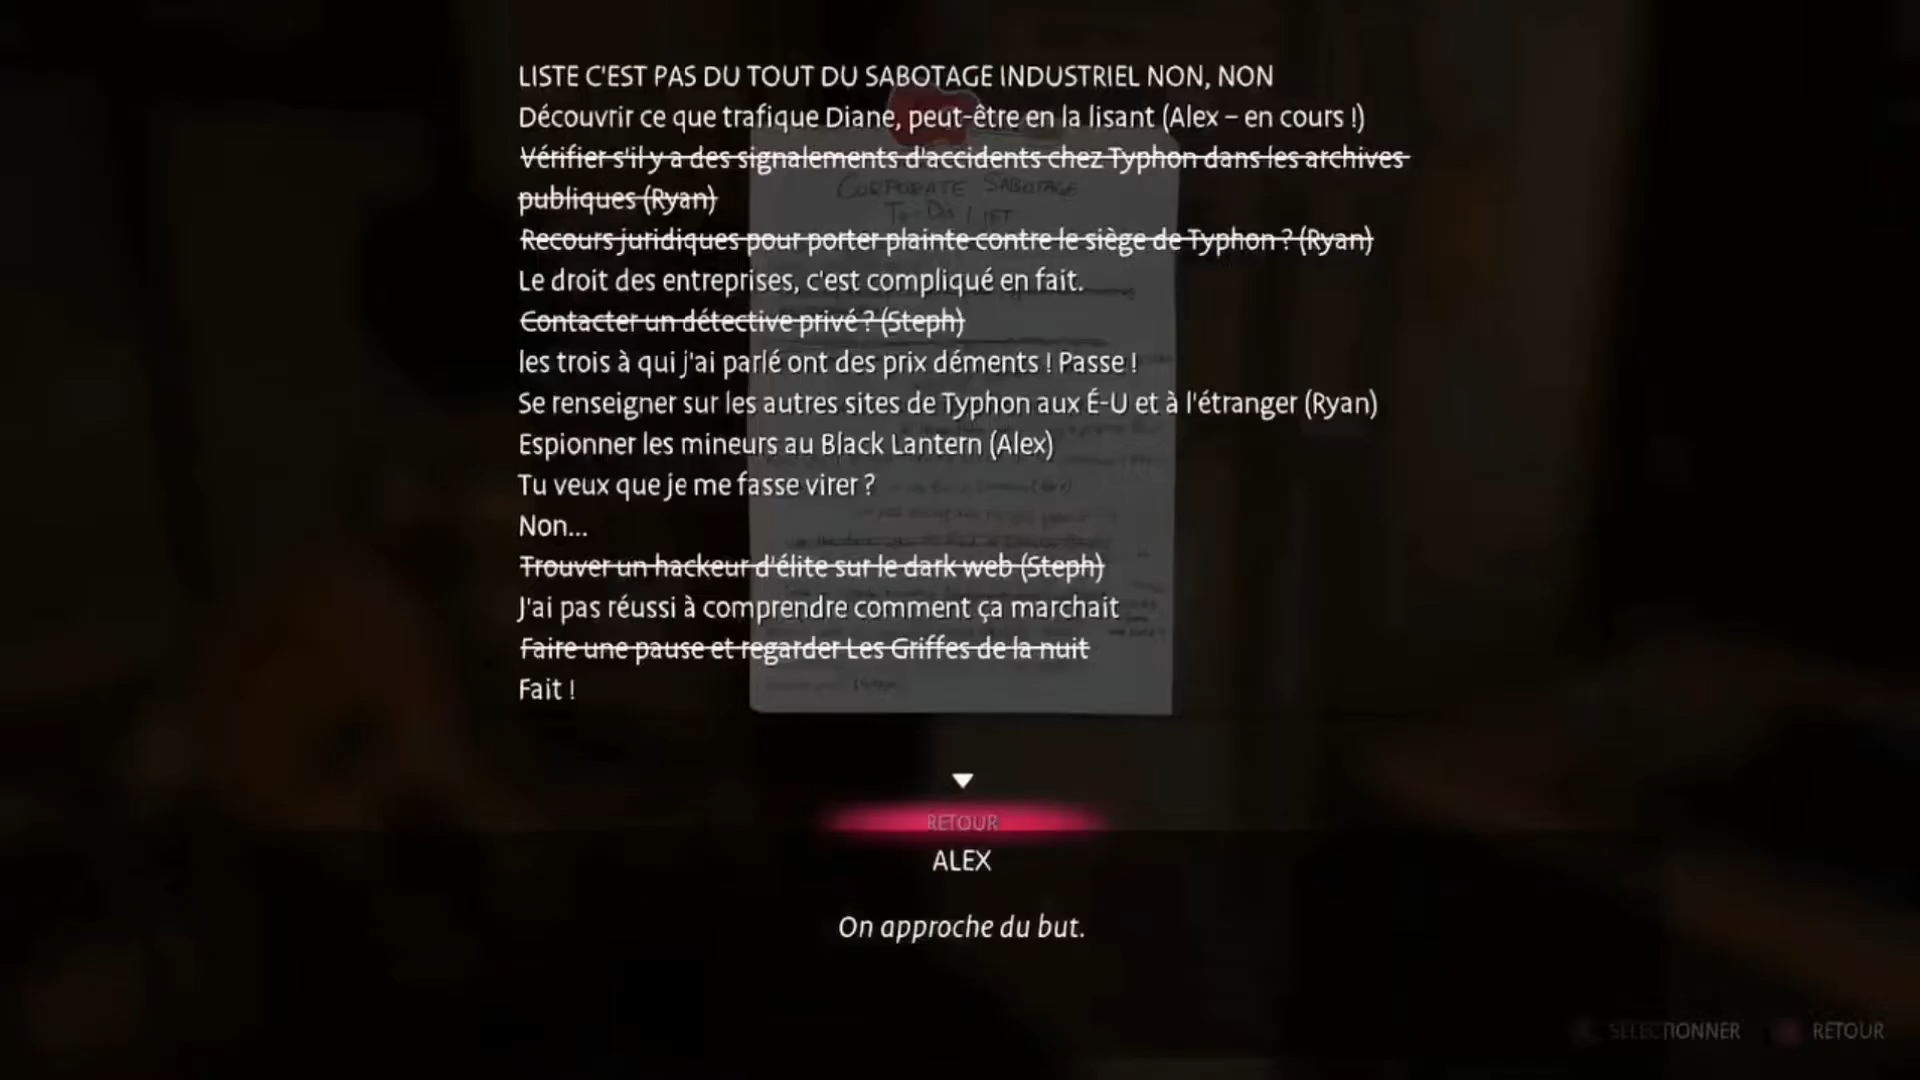 LISTE C'EST PAS DU TOUT DU SABOTAGE INDUSTRIEL NON, NON
Découvrir ce que trafique Diane, peut-être en la lisant (Alex – en cours !)
Vérifier s'il y a des signalements d'accidents chez Typhon dans les archives
publiques (Ryan)
Recours juridiques pour porter plainte contre le siège de Typhon ? (Ryan)
Le droit des entreprises, c'est compliqué en fait.
Contacter un détective privé ? (Steph)
les trois à qui j'ai parlé ont des prix déments ! Passe !
Se renseigner sur les autres sites de Typhon aux É-U et à l'étranger (Ryan)
Espionner les mineurs au Black Lantern (Alex)
Tu veux que je me fasse virer ?
Non...
Trouver un hackeur d'élite sur le dark web (Steph)
J'ai pas réussi à comprendre comment ça marchait
Faire une pause et regarder Les Griffes de la nuit
Fait !
CORPORATE SABOTAGE
TO-DO LIST
RETOUR
ALEX
On approche du but.
SÉLECTIONNER
RETOUR